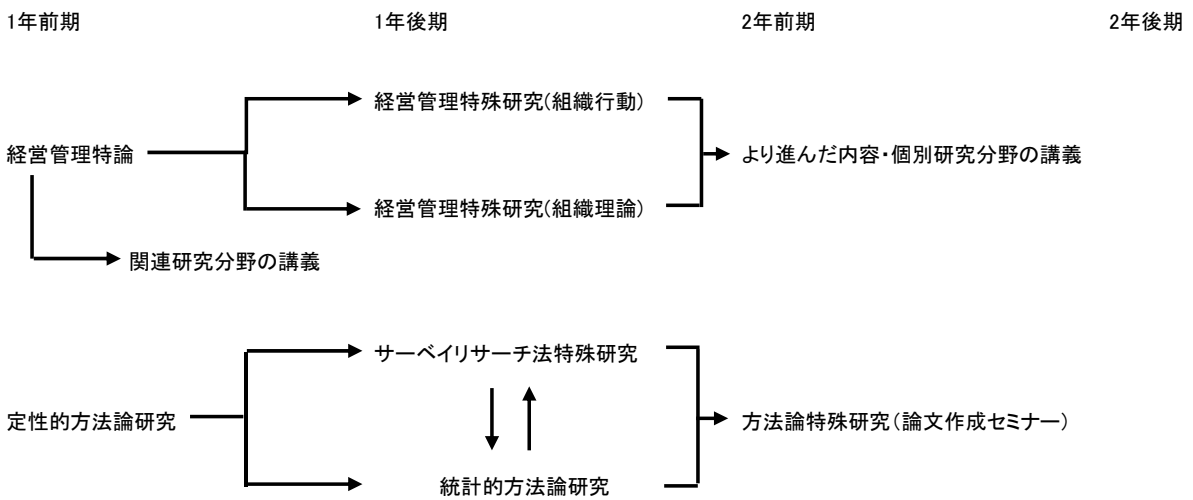 1年前期 1年後期 2年前期 2年後期
経営管理特殊研究(組織行動)
経営管理特論 より進んだ内容・個別研究分野の講義
経営管理特殊研究(組織理論)
関連研究分野の講義
サーベイリサーチ法特殊研究
定性的方法論研究 方法論特殊研究(論文作成セミナー)
統計的方法論研究